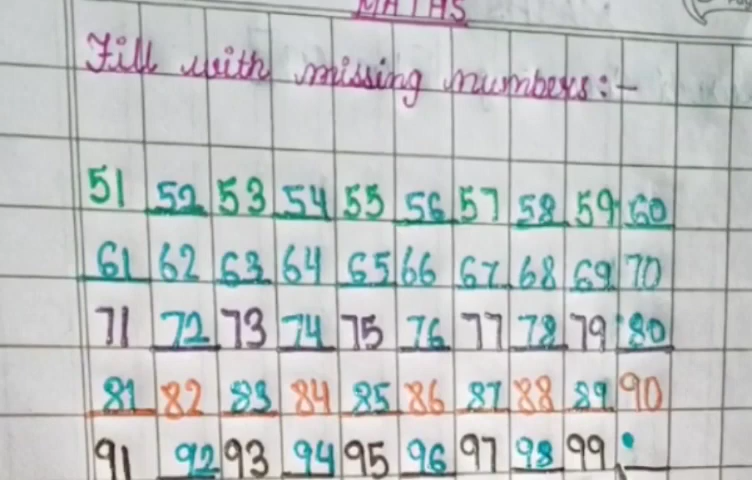 MATHS
Fill with missing numbers:-
51 52 53 54 55 56 57 58 59 60
61 62 63 64 65 66 67 68 69 70
71 72 73 74 75 76 77 78 79 80
81 82 83 84 85 86 87 88 89 90
91 92 93 94 95 96 97 98 99